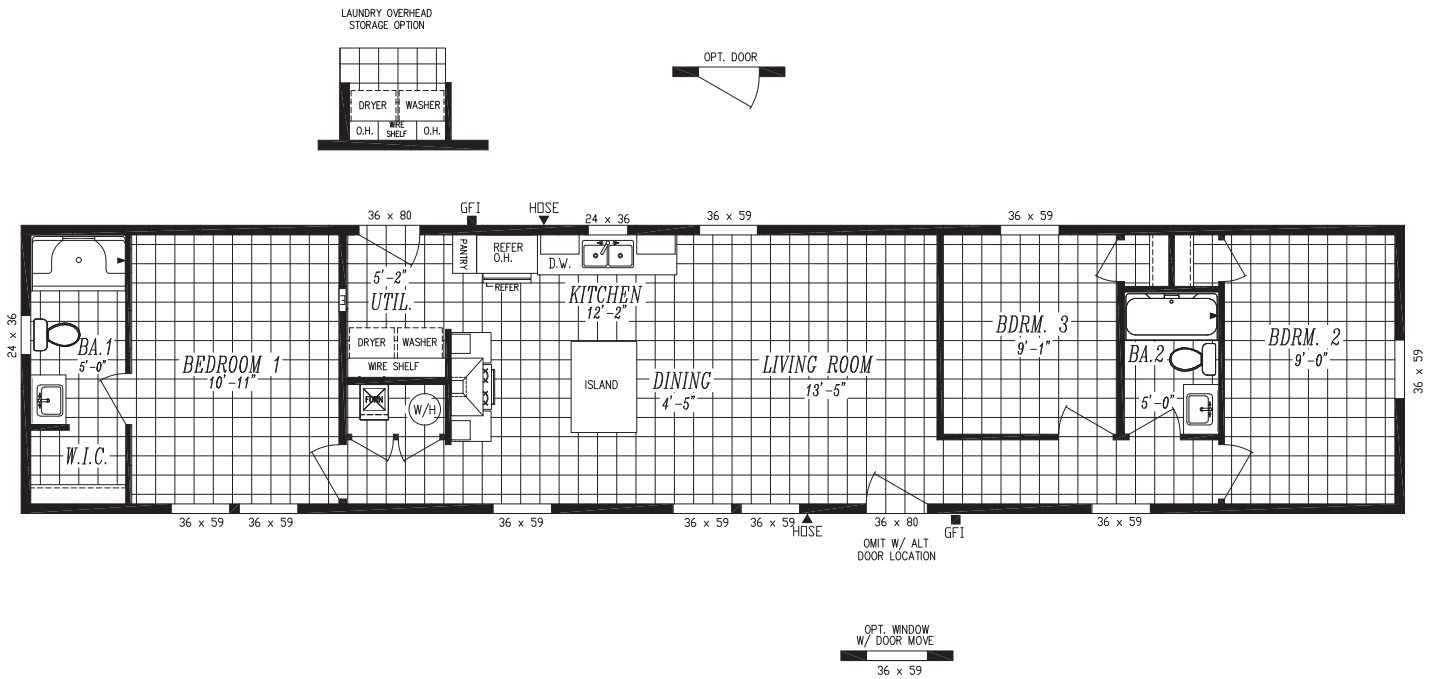 LAUNDRY OVERHEAD
STORAGE OPTION
DRYER WASHER
O.H. WIRE SHELF O.H.
OPT. DOOR
36 x 80
GFI
HOSE
24 x 36
36 x 59
36 x 59
PANTRY
REFER
O.H.
D.W.
REFER
5'-2"
UTIL.
KITCHEN
12'-2"
DRYER WASHER
WIRE SHELF
FURN
W/H
24 x 36
BA.1
5'-0"
BEDROOM 1
10'-11"
W.I.C.
ISLAND
DINING
4'-5"
LIVING ROOM
13'-5"
BDRM. 3
9'-1"
BA.2
5'-0"
BDRM. 2
9'-0"
36 x 59
36 x 59
36 x 59
36 x 59
36 x 59
36 x 59
HOSE
36 x 80
GFI
36 x 59
OMIT W/ ALT
DOOR LOCATION
OPT. WINDOW
W/ DOOR MOVE
36 x 59